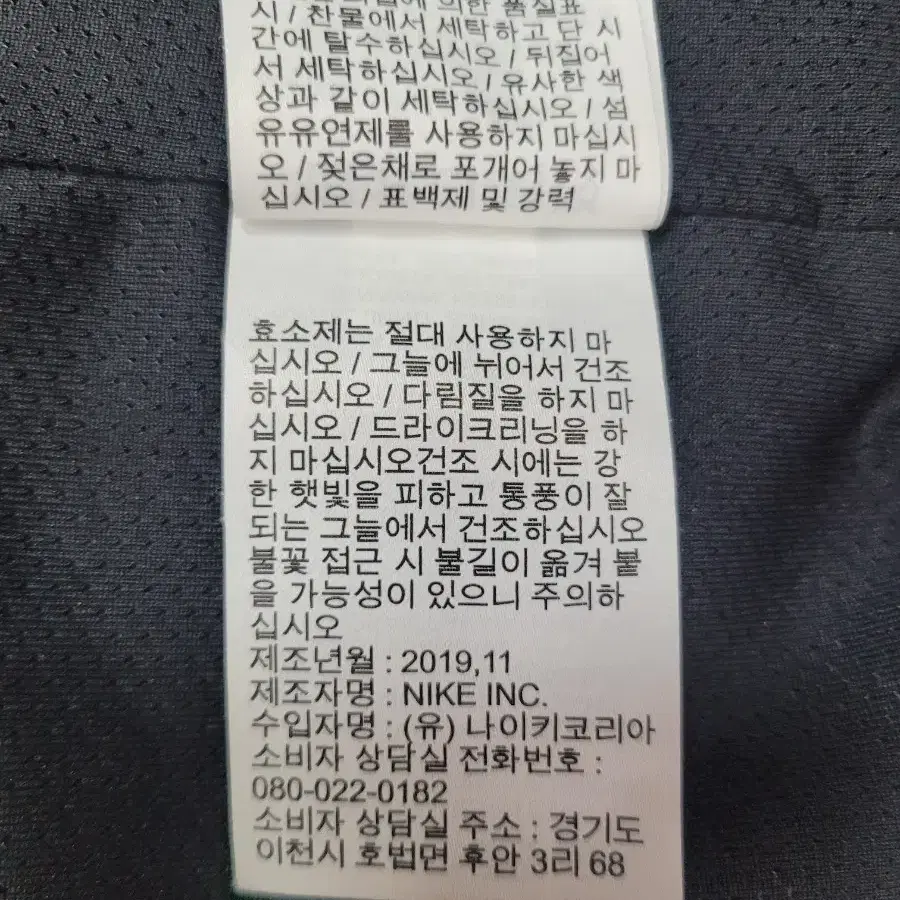 에 의한 품질표
시 / 찬물에서 세탁하고 단 시
간에 탈수하십시오 / 뒤집어
서 세탁하십시오 / 유사한 색
상과 같이 세탁하십시오 / 섬
유유연제를 사용하지 마십시
오 / 젖은채로 포개어 놓지 마
십시오 / 표백제 및 강력
효소제는 절대 사용하지 마
십시오 / 그늘에 뉘어서 건조
하십시오 / 다림질을 하지 마
십시오 / 드라이크리닝을 하
지 마십시오건조 시에는 강
한 햇빛을 피하고 통풍이 잘
되는 그늘에서 건조하십시오
불꽃 접근 시 불길이 옮겨 붙
을 가능성이 있으니 주의하
십시오
제조년월 : 2019,11
제조자명 : NIKE INC.
수입자명 : (유) 나이키코리아
소비자 상담실 전화번호 :
080-022-0182
소비자 상담실 주소 : 경기도
이천시 호법면 후안 3리 68